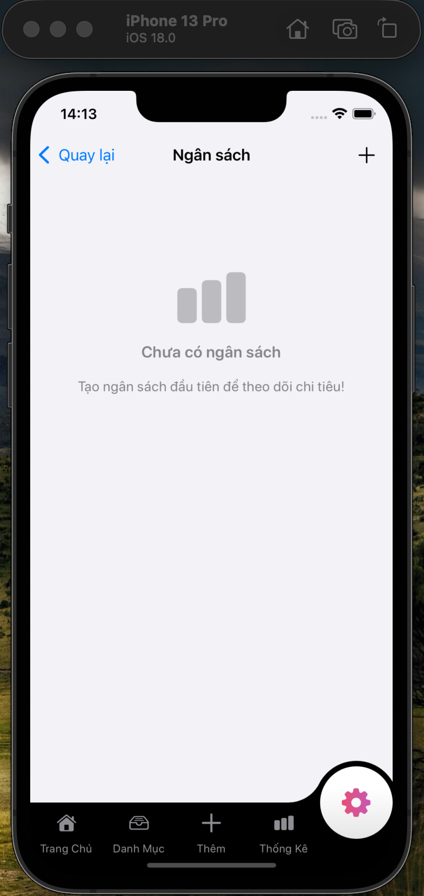 iPhone 13 Pro
iOS 18.0
14:13
Quay lại
Ngân sách
Chưa có ngân sách
Tạo ngân sách đầu tiên để theo dõi chi tiêu!
Trang Chủ
Danh Mục
Thêm
Thống Kê